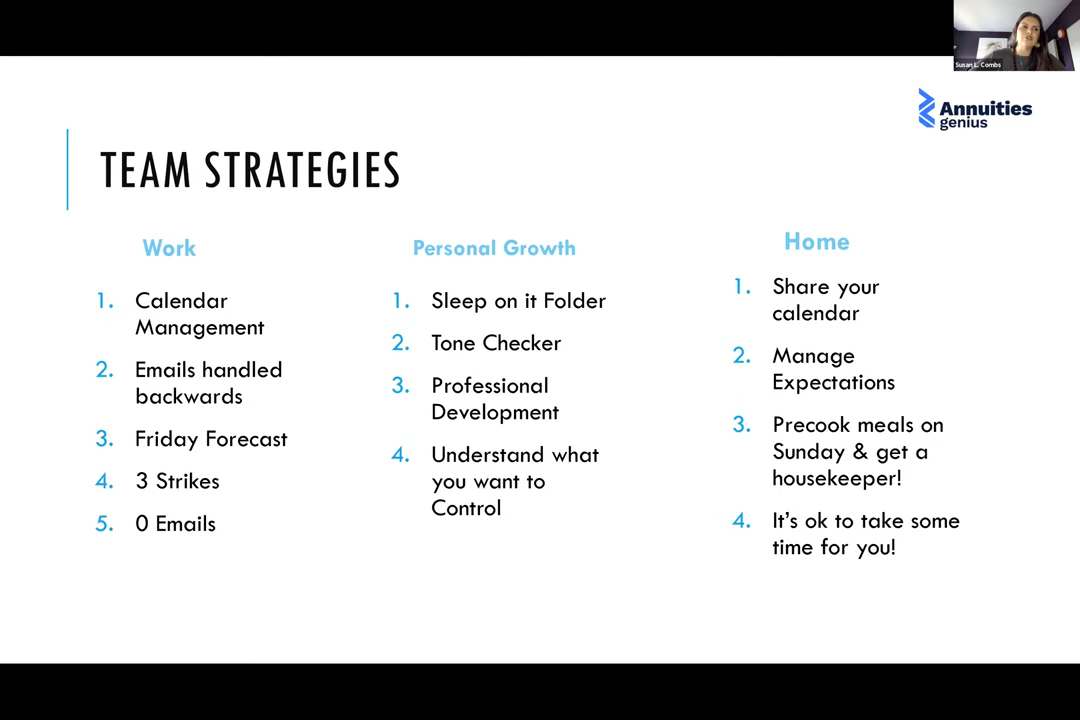 Susan L. Combs
Annuities
genius
TEAM STRATEGIES
Work
1. Calendar
Management
2. Emails handled
backwards
3. Friday Forecast
4. 3 Strikes
5. 0 Emails
Personal Growth
1. Sleep on it Folder
2. Tone Checker
3. Professional
Development
4. Understand what
you want to
Control
Home
1. Share your
calendar
2. Manage
Expectations
3. Precook meals on
Sunday & get a
housekeeper!
4. It's ok to take some
time for you!